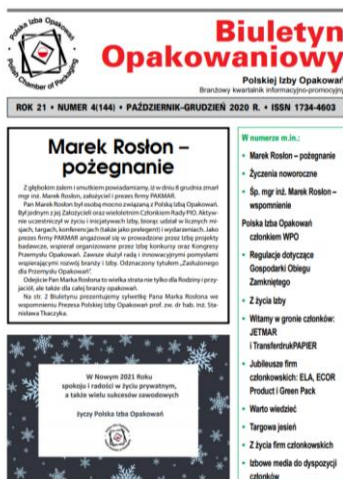 Polska Izba Opakowań
Polish Chamber of Packaging
Biuletyn
Opakowaniowy
Polskiej Izby Opakowań
Branżowy kwartalnik informacyjno-promocyjny
ROK 21 • NUMER 4(144) • PAŹDZIERNIK–GRUDZIEŃ 2020 R. • ISSN 1734-4603
Marek Rosłon –
pożegnanie
Z głębokim żalem i smutkiem powiadamiamy, iż w dniu 8 grudnia zmarł
mgr inż. Marek Rosłon, założyciel i prezes firmy PAKMAR.
Pan Marek Rosłon był osobą mocno związaną z Polską Izbą Opakowań.
Był jednym z jej Założycieli oraz wieloletnim Członkiem Rady PIO. Aktyw-
nie uczestniczył w życiu i inicjatywach Izby, biorąc udział w licznych mi-
sjach, targach, konferencjach (także jako prelegent) i wydarzeniach. Jako
prezes firmy PAKMAR angażował się w prowadzone przez Izbę projekty
badawcze, wspierał organizowane przez Izbę konkursy oraz Kongresy
Przemysłu Opakowań. Zawsze służył radą i innowacyjnymi pomysłami
wspierającymi rozwój branży i Izby. Odznaczony tytułem „Zasłużonego
dla Przemysłu Opakowań”.
Odejście Pana Marka Rosłona to wielka strata nie tylko dla Rodziny i przy-
jaciół, ale także dla całej branży opakowań.
Na str. 2 Biuletynu prezentujemy sylwetkę Pana Marka Rosłona we
wspomnieniu Prezesa Polskiej Izby Opakowań prof. zw. dr hab. inż. Sta-
nisława Tkaczyka.
W Nowym 2021 Roku
spokoju i radości w życiu prywatnym,
a także wielu sukcesów zawodowych
życzy Polska Izba Opakowań
W numerze m.in.:
• Marek Rosłon – pożegnanie
• Życzenia noworoczne
• Śp. mgr inż. Marek Rosłon –
wspomnienie
Polska Izba Opakowań
członkiem WPO
• Regulacje dotyczące
Gospodarki Obiegu
Zamkniętego
• Z życia Izby
• Witamy w gronie członków:
JETMAR
i TransferdrukPAPIER
• Jubileusze firm
członkowskich: ELA, ECOR
Product i Green Pack
• Warto wiedzieć
• Targowa jesień
• Z życia firm członkowskich
• Izbowe media do dyspozycji
członków